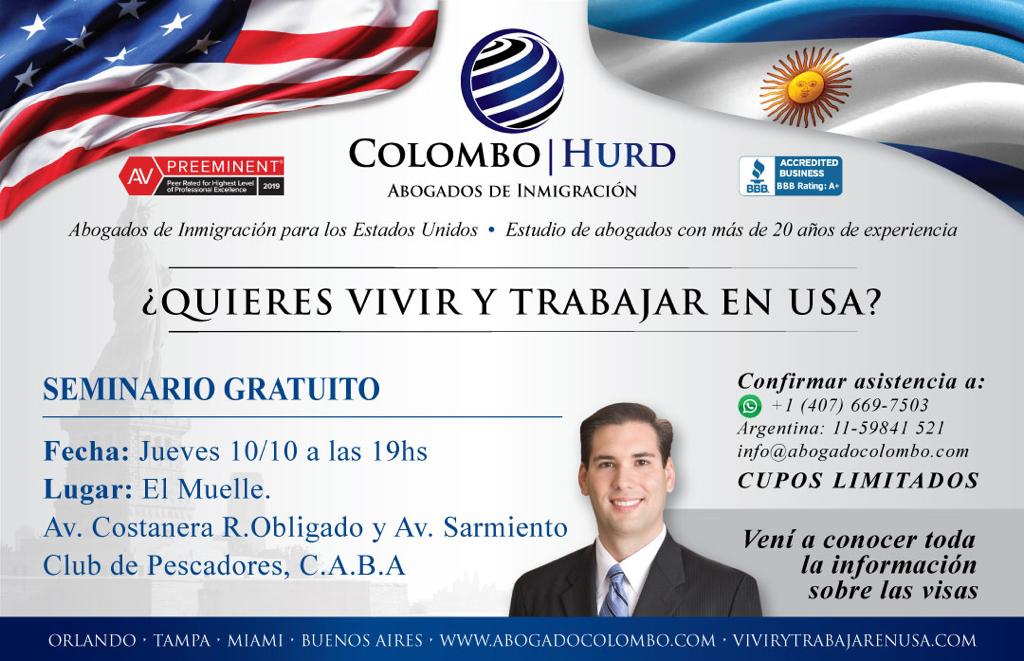 COLOMBO|HURD
ABOGADOS DE INMIGRACIÓN
AV PREEMINENT®
Peer Rated for Highest Level
of Professional Excellence
2019
BBB.
ACCREDITED
BUSINESS
BBB Rating: A+
Abogados de Inmigración para los Estados Unidos • Estudio de abogados con más de 20 años de experiencia
¿QUIERES VIVIR Y TRABAJAR EN USA?
SEMINARIO GRATUITO
Fecha: Jueves 10/10 a las 19hs
Lugar: El Muelle.
Av. Costanera R.Obligado y Av. Sarmiento
Club de Pescadores, C.A.B.A
Confirmar asistencia a:
+1 (407) 669-7503
Argentina: 11-59841 521
info@abogadocolombo.com
CUPOS LIMITADOS
Vení a conocer toda
la información
sobre las visas
ORLANDO · TAMPA · MIAMI · BUENOS AIRES · WWW.ABOGADOCOLOMBO.COM · VIVIRYTRABAJARENUSA.COM